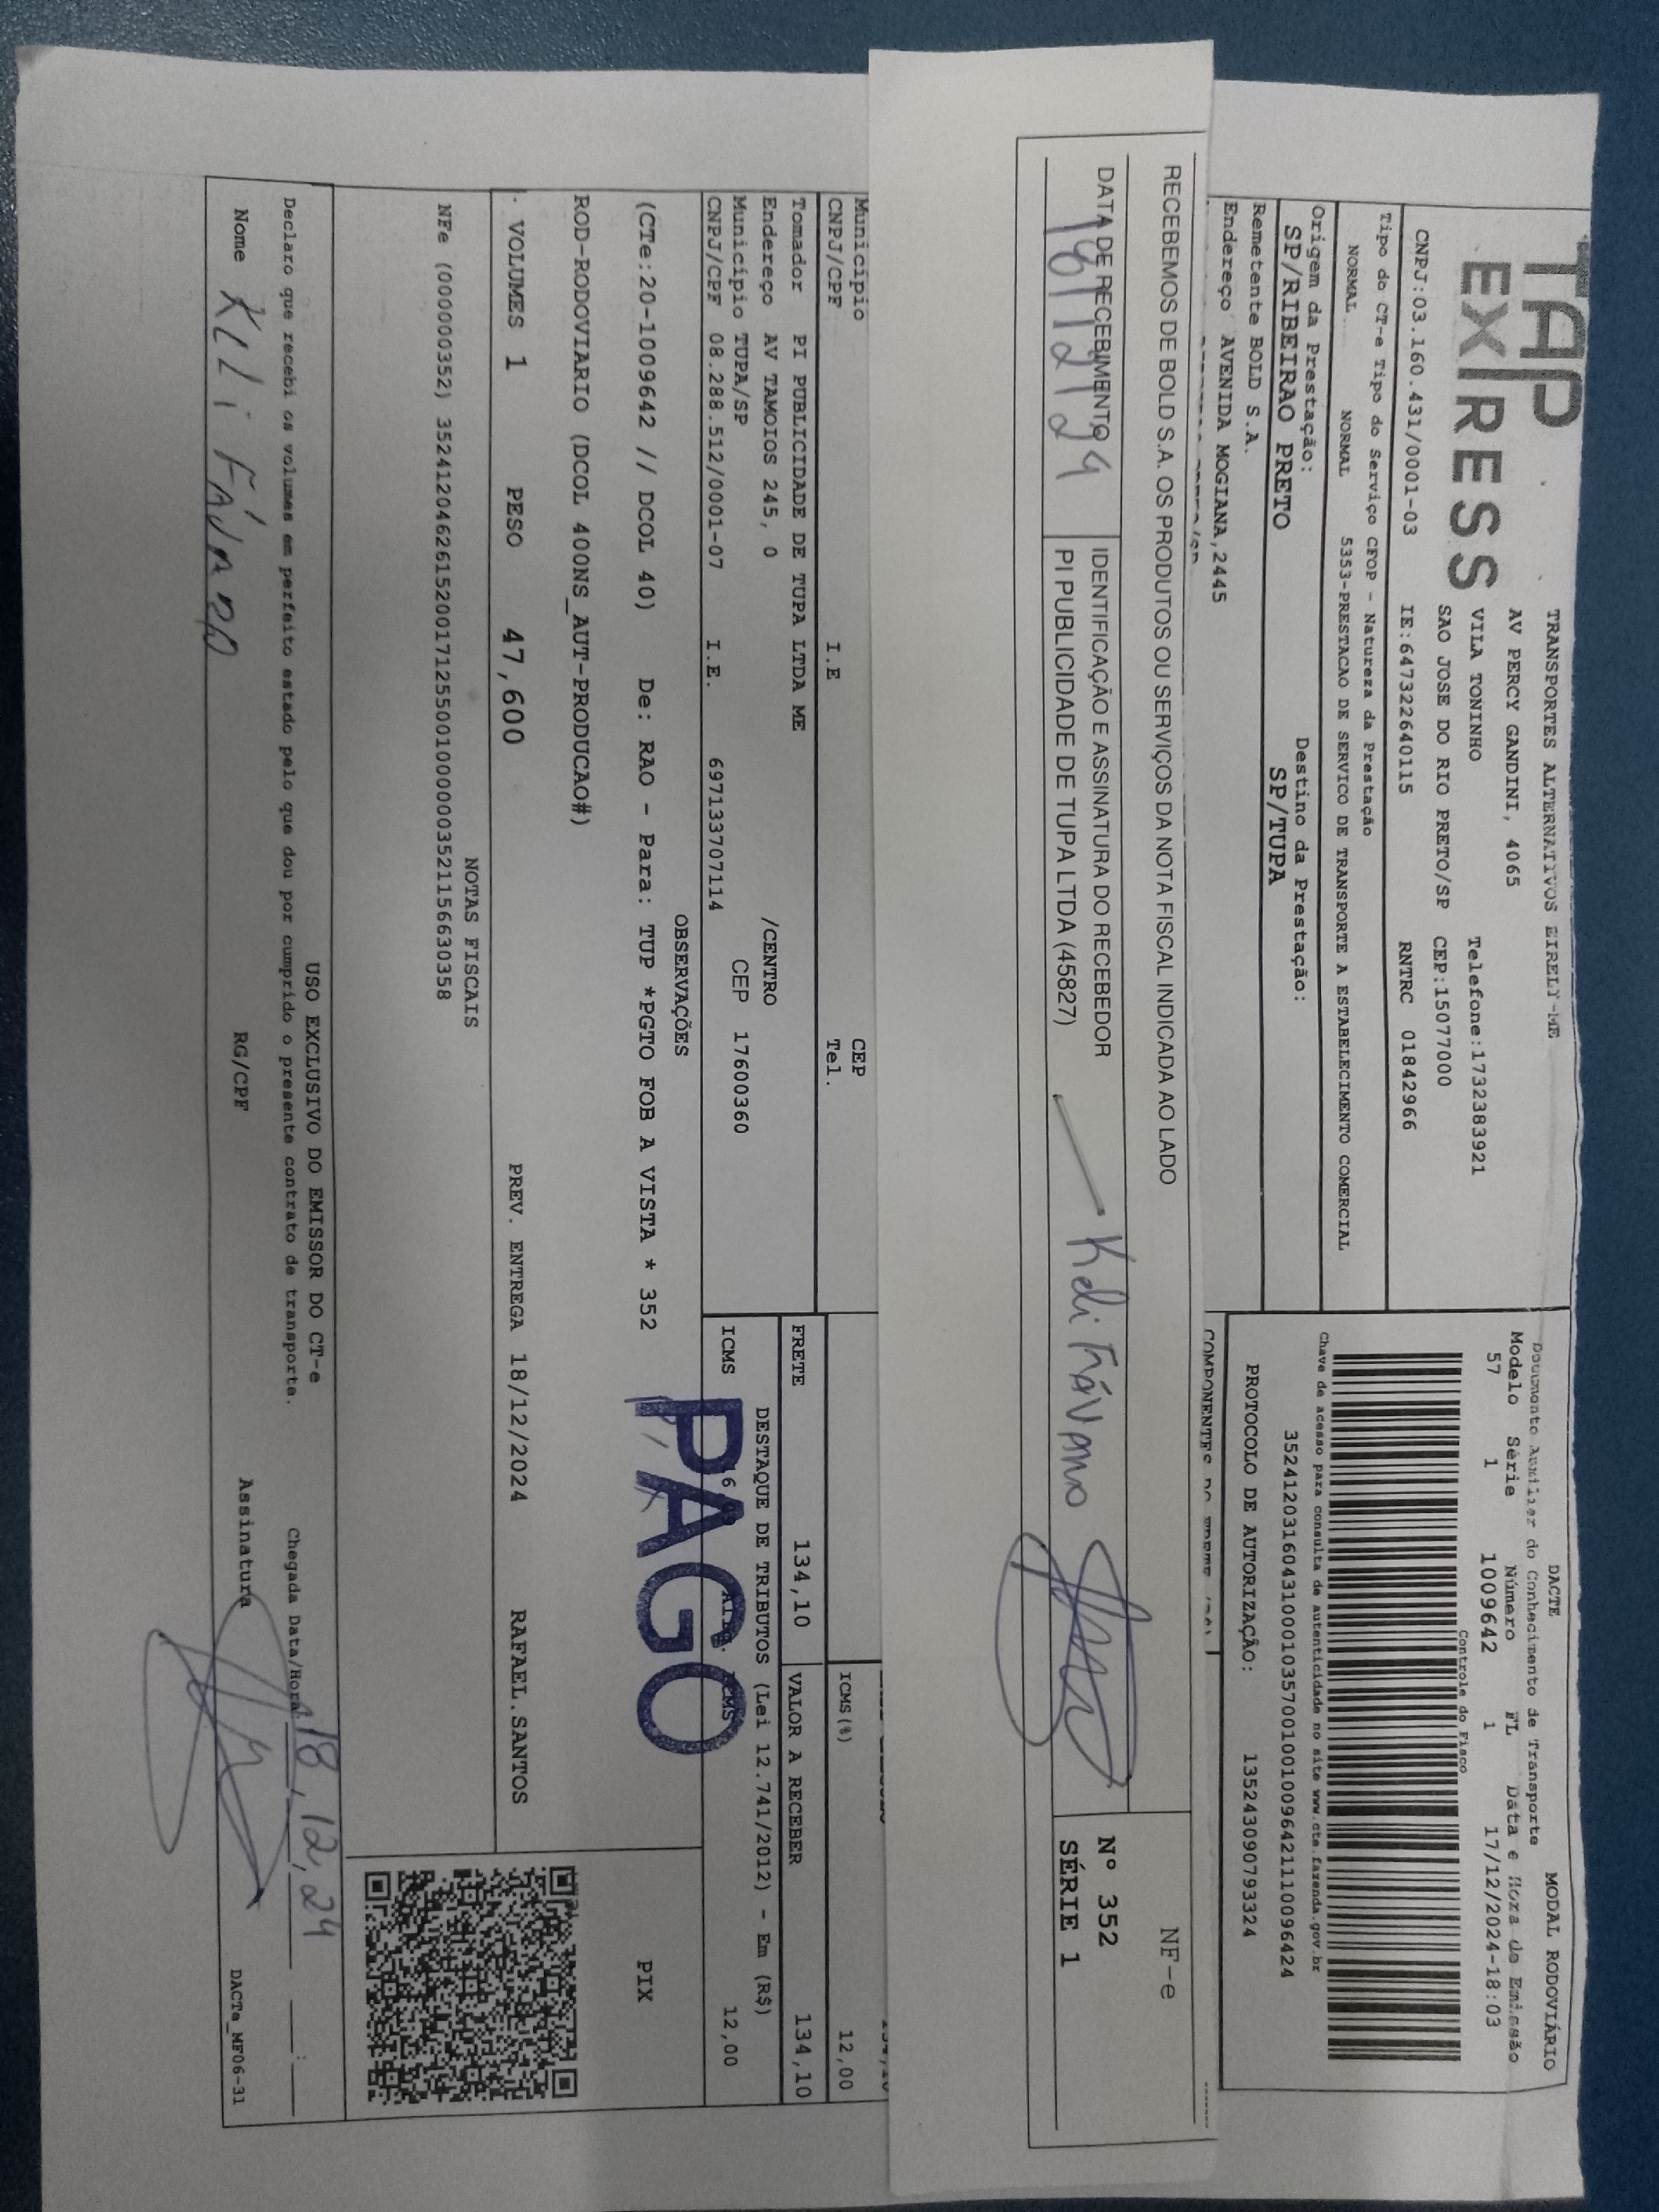 TAP
EXPRESS
TRANSPORTES ALTERNATIVOS EIRELI-ME
AV PERCY GANDINI, 4065
VILA TONINHO Telefone:1732383921
SAO JOSE DO RIO PRETO/SP CEP:15077000
CNPJ:03.160.431/0001-03 IE:647322640115 RNTRC 01842966
Tipo do CT-e Tipo do Serviço CFOP - Natureza da Prestação
NORMAL NORMAL 5353-PRESTACAO DE SERVICO DE TRANSPORTE A ESTABELECIMENTO COMERCIAL
Origem da Prestação: Destino da Prestação:
SP/RIBEIRAO PRETO SP/TUPA
Remetente BOLD S.A.
Endereço AVENIDA MOGIANA,2445
DACTE MODAL RODOVIÁRIO
Documento Auxiliar do Conhecimento de Transporte
Modelo Série Número FL Data e Hora de Emissão
57 1 1009642 1 17/12/2024-18:03
Controle do Fisco
Chave de acesso para consulta de autenticidade no site www.cte.fazenda.gov.br
35241203160431000103570010010096421110096424
PROTOCOLO DE AUTORIZAÇÃO: 135243090793324
COMPONENTES DO FRETE
RECEBEMOS DE BOLD S.A. OS PRODUTOS OU SERVIÇOS DA NOTA FISCAL INDICADA AO LADO
NF-e
DATA DE RECEBIMENTO IDENTIFICAÇÃO E ASSINATURA DO RECEBEDOR
18/12/24 PI PUBLICIDADE DE TUPA LTDA (45827)
Nº 352
SÉRIE 1
Município CEP
CNPJ/CPF I.E Tel.
ICMS(%) 12,00
Tomador PI PUBLICIDADE DE TUPA LTDA ME
Endereço AV TAMOIOS 245, 0 /CENTRO
Município TUPA/SP CEP 17600360
CNPJ/CPF 08.288.512/0001-07 I.E. 697133707114
FRETE 134,10 VALOR A RECEBER 134,10
DESTAQUE DE TRIBUTOS (Lei 12.741/2012) - Em (R$)
ICMS 12,00
PAGO
OBSERVAÇÕES
(CTe:20-1009642 // DCOL 40) De: RAO - Para: TUP *PGTO FOB A VISTA * 352
ROD-RODOVIARIO (DCOL 400NS_AUT-PRODUCAO#)
PIX
VOLUMES 1 PESO 47,600 PREV. ENTREGA 18/12/2024 RAFAEL.SANTOS
NOTAS FISCAIS
NFe (000000352) 35241204626152001712550010000003521156630358
USO EXCLUSIVO DO EMISSOR DO CT-e
Declaro que recebi os volumes em perfeito estado pelo que dou por cumprido o presente contrato de transporte. Chegada Data/Hora 18,12,24
Nome RG/CPF Assinatura
DACTe_MF06-31